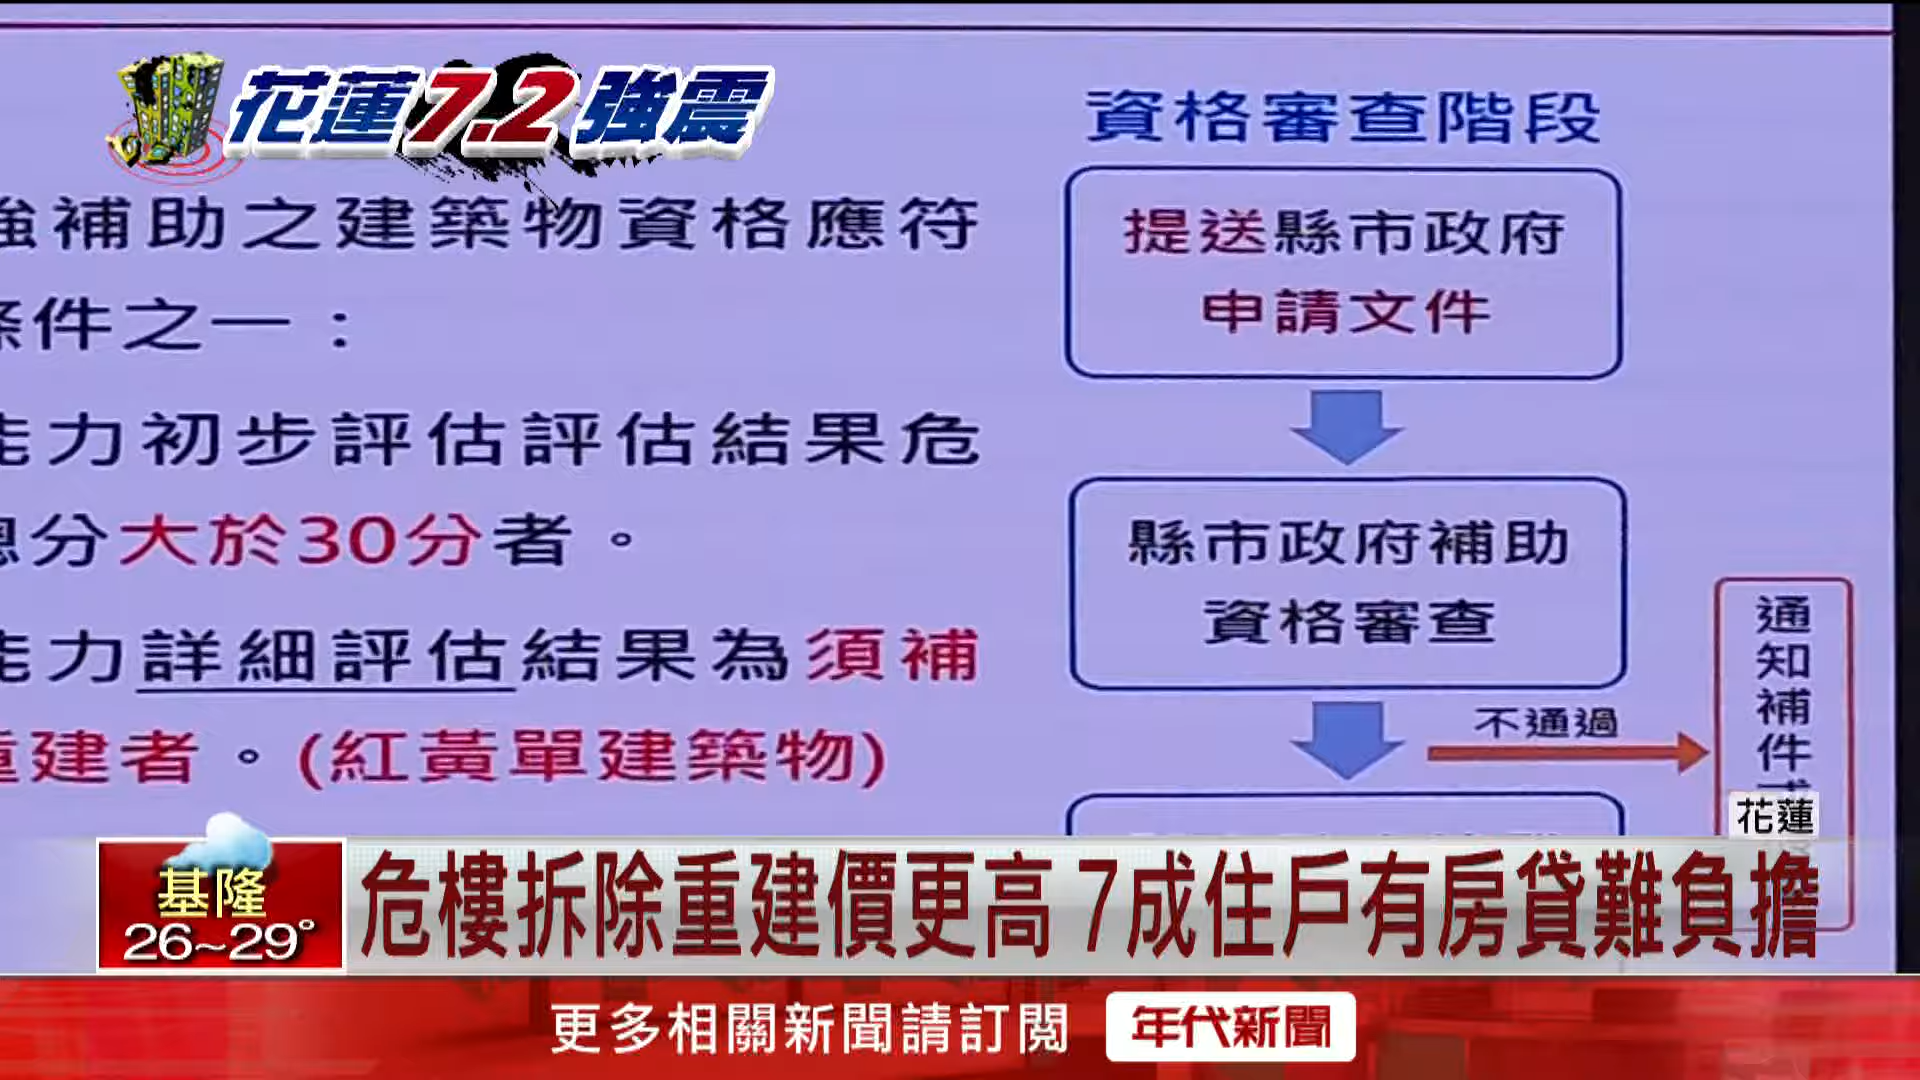 花蓮7.2強震
資格審查階段
強補助之建築物資格應符
條件之一：
能力初步評估評估結果危
總分大於30分者。
能力詳細評估結果為須補
重建者。(紅黃單建築物)
提送縣市政府
申請文件
縣市政府補助
資格審查
不通過
通知補件
花蓮
基隆
26~29°
危樓拆除重建價更高 7成住戶有房貸難負擔
更多相關新聞請訂閱 年代新聞